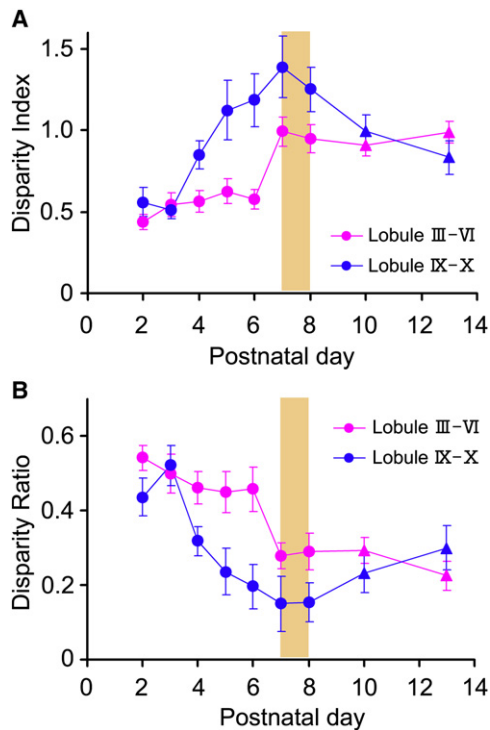 A
Disparity Index
1.5
1.0
0.5
0
Lobule III-VI
Lobule IX-X
0 2 4 6 8 10 12 14
Postnatal day
B
Disparity Ratio
0.6
0.4
0.2
0
Lobule III-VI
Lobule IX-X
0 2 4 6 8 10 12 14
Postnatal day